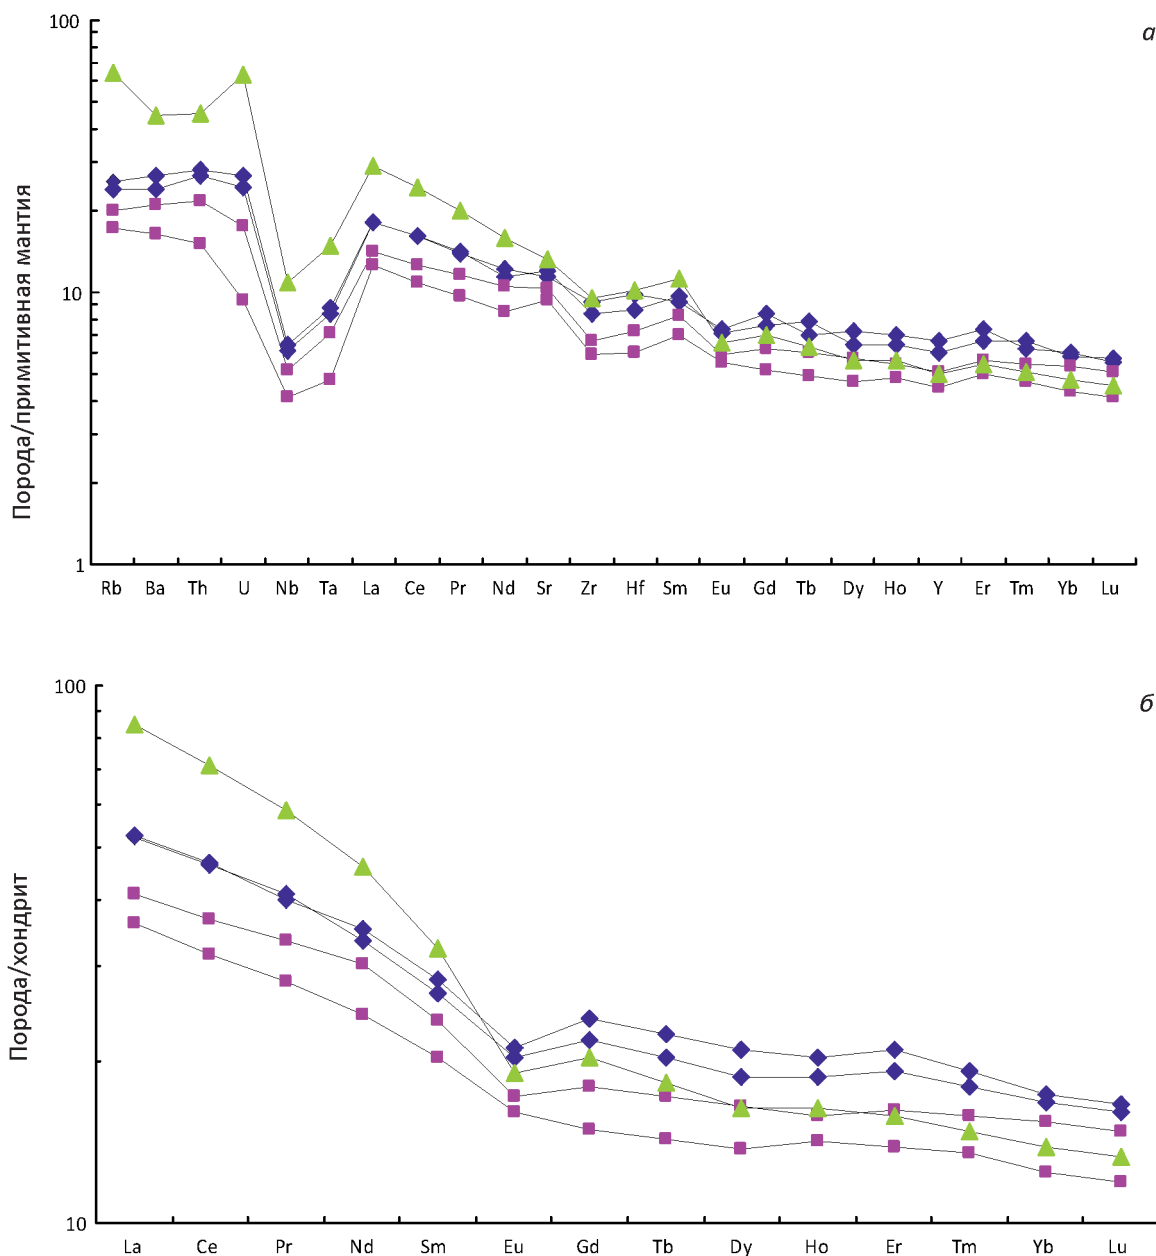 100
а
10
1
Порода/примитивная мантия
Rb Ba Th U Nb Ta La Ce Pr Nd Sr Zr Hf Sm Eu Gd Tb Dy Ho Y Er Tm Yb Lu
100
б
10
Порода/хондрит
La Ce Pr Nd Sm Eu Gd Tb Dy Ho Er Tm Yb Lu